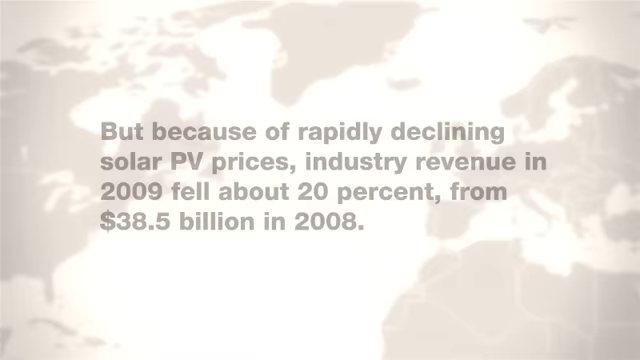 But because of rapidly declining
solar PV prices, industry revenue in
2009 fell about 20 percent, from
$38.5 billion in 2008.